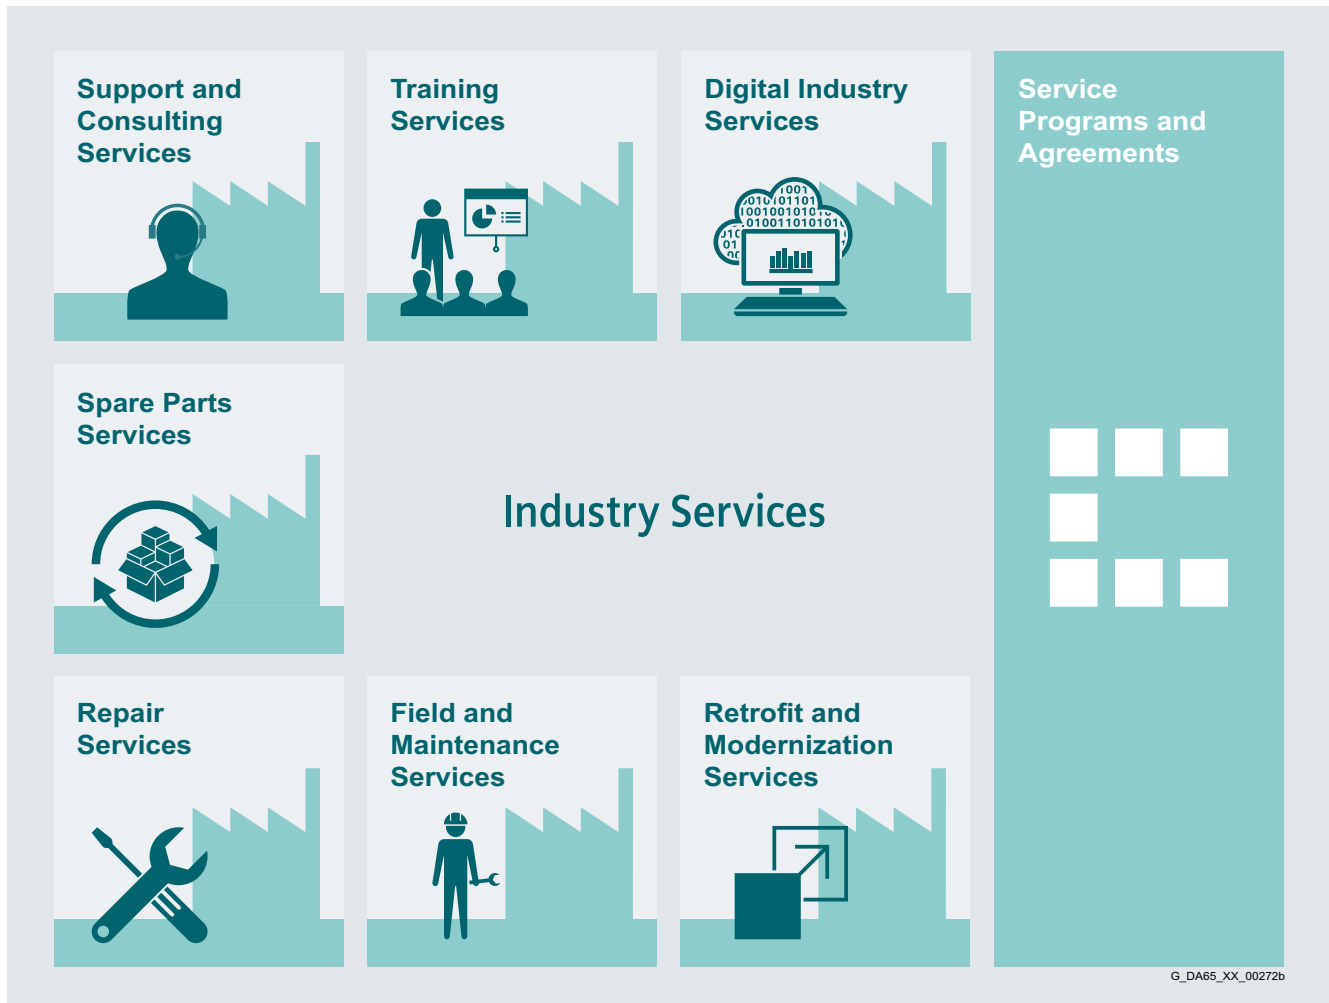 Support and
Consulting
Services
Training
Services
Digital Industry
Services
Service
Programs and
Agreements
Spare Parts
Services
Industry Services
Repair
Services
Field and
Maintenance
Services
Retrofit and
Modernization
Services
G_DA65_XX_00272b